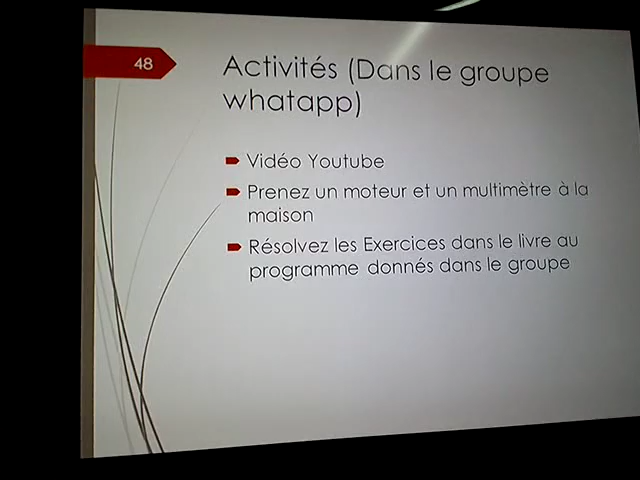 48
Activités (Dans le groupe
whatapp)
Vidéo Youtube
Prenez un moteur et un multimètre à la
maison
Résolvez les Exercices dans le livre au
programme donnés dans le groupe